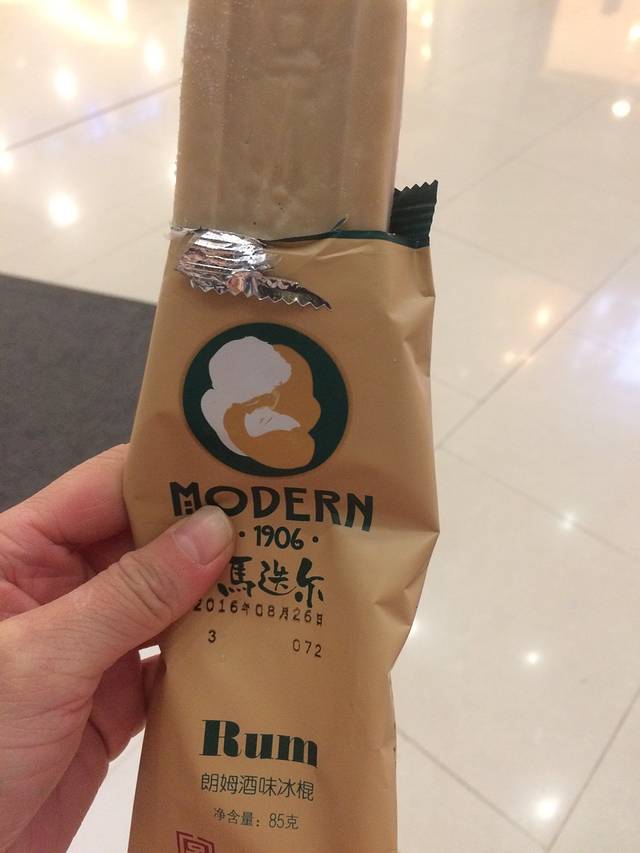 MODERN
·1906·
馬迭尔
2016年08月26日
3 072
Rum
朗姆酒味冰棍
净含量：85克